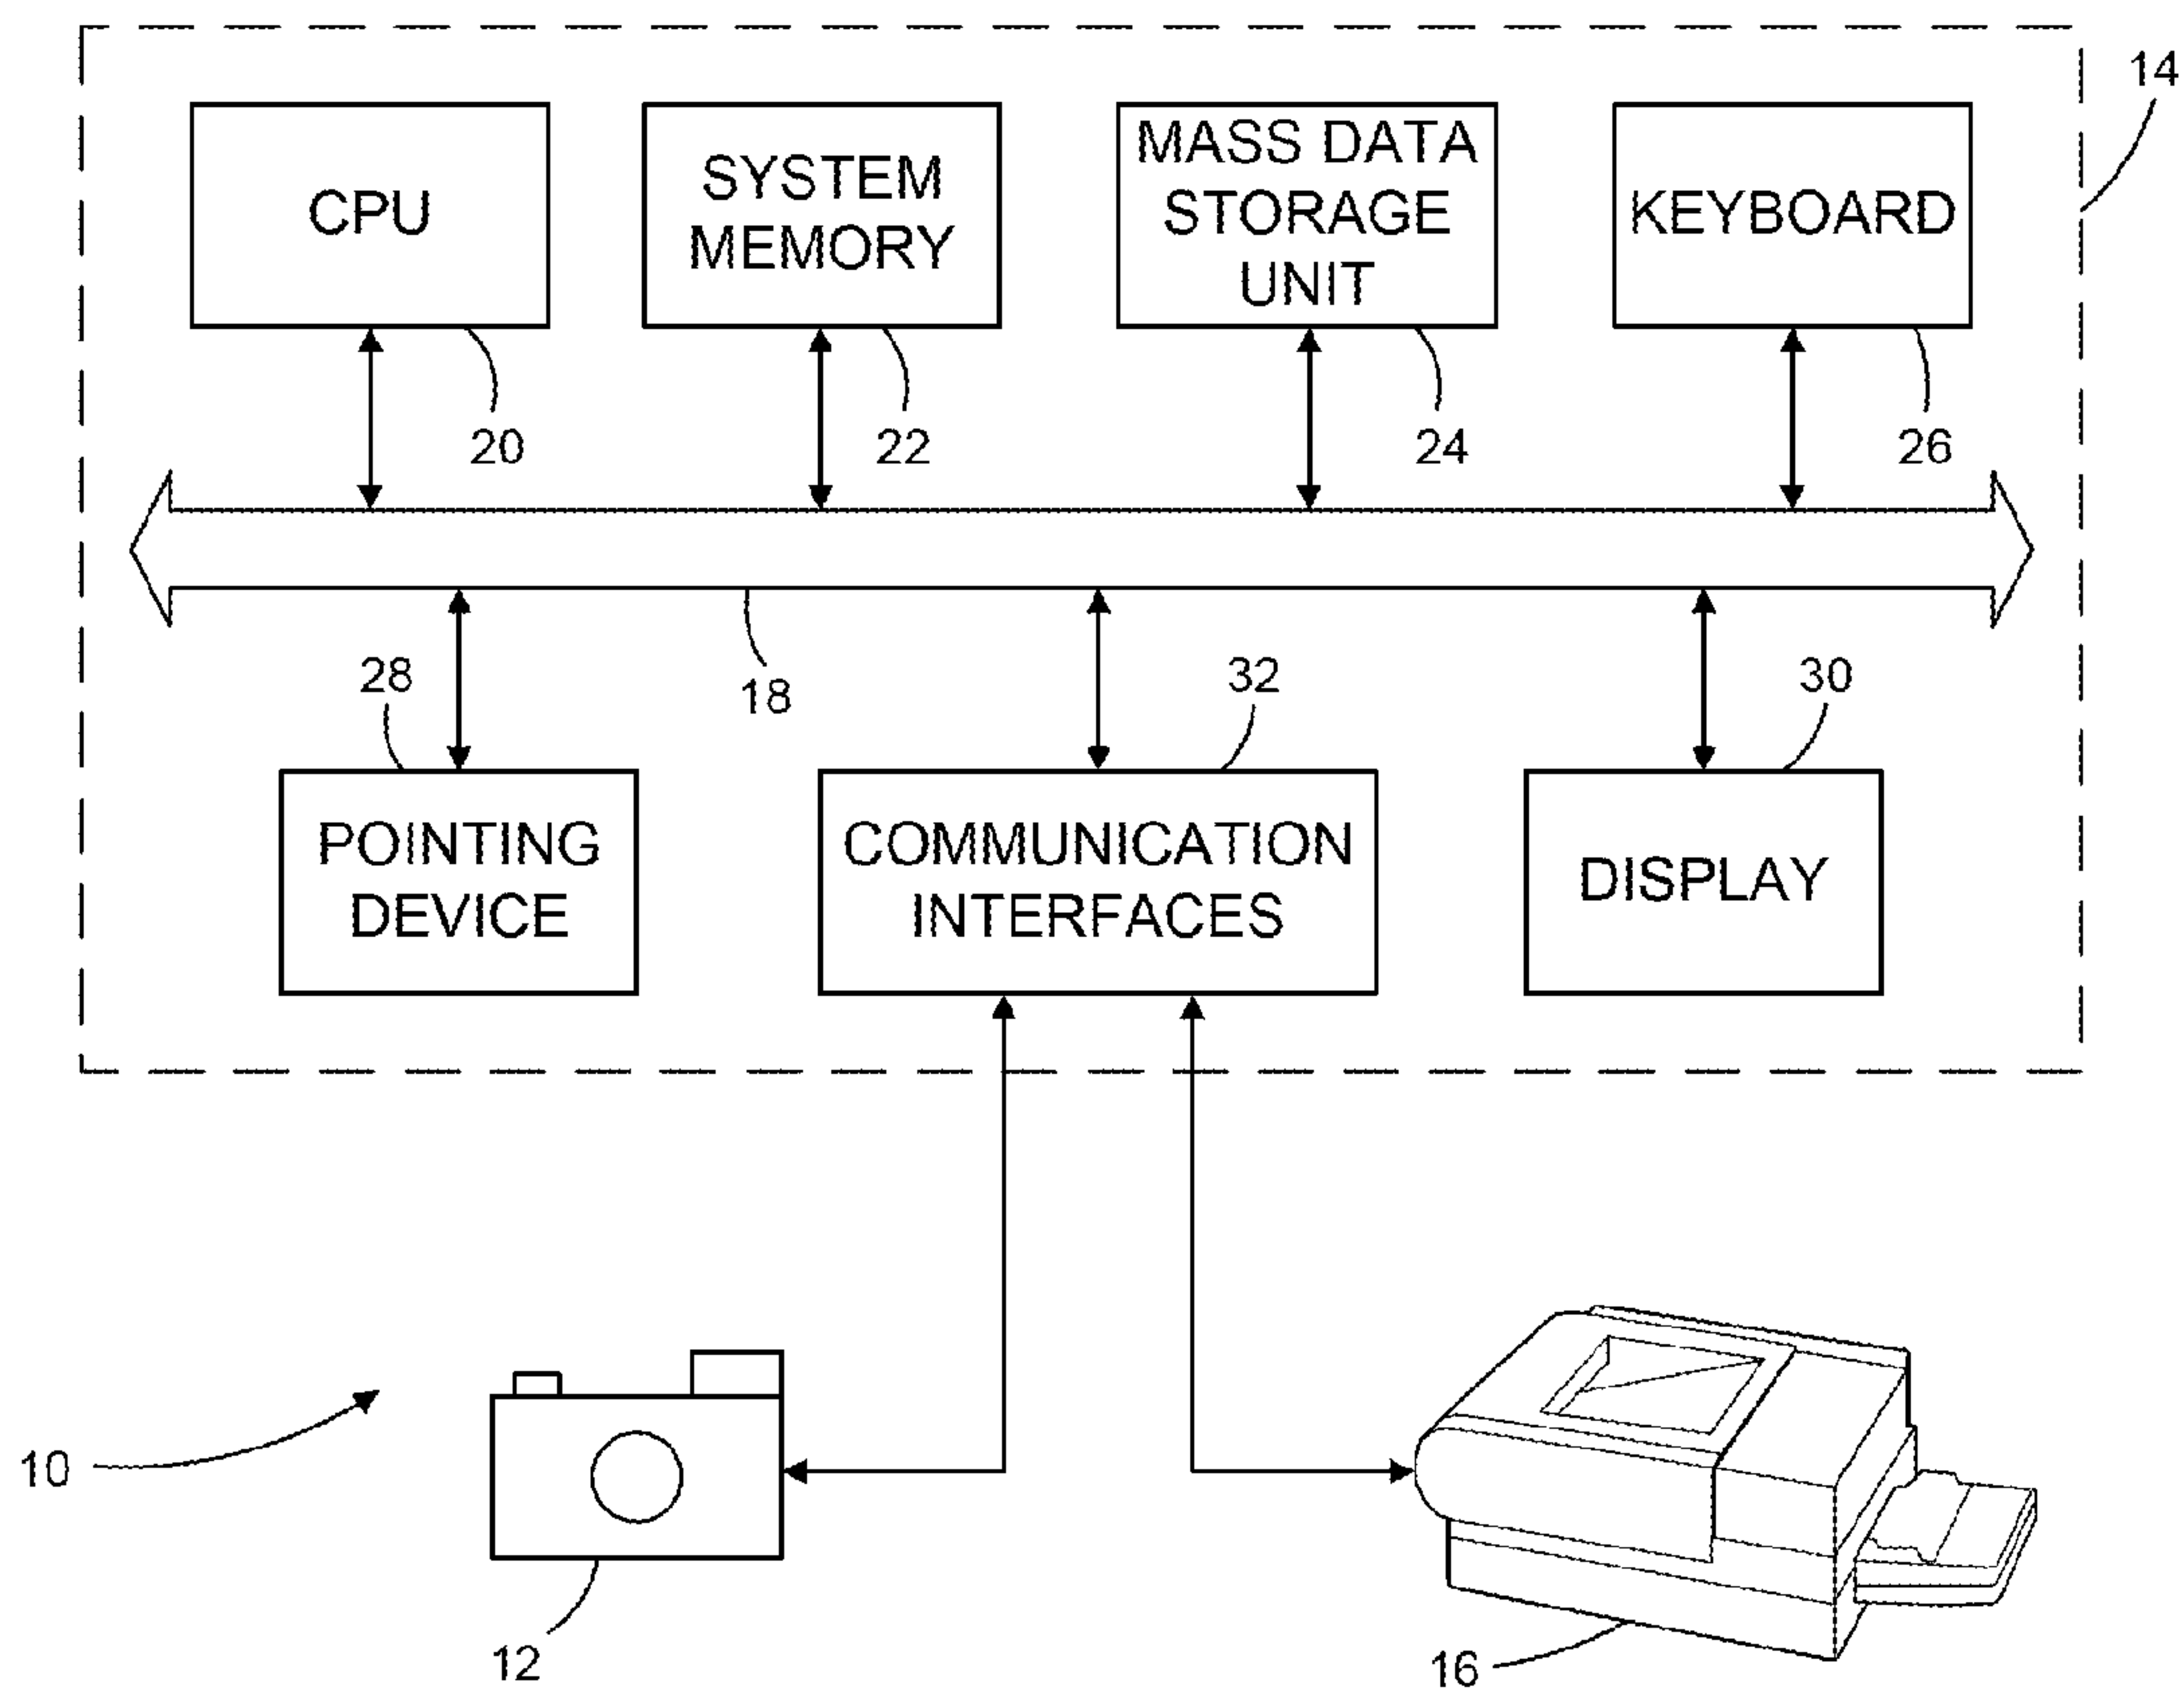 14
CPU
SYSTEM
MEMORY
MASS DATA
STORAGE
UNIT
KEYBOARD
20
22
24
26
28
18
32
30
POINTING
DEVICE
COMMUNICATION
INTERFACES
DISPLAY
10
12
16